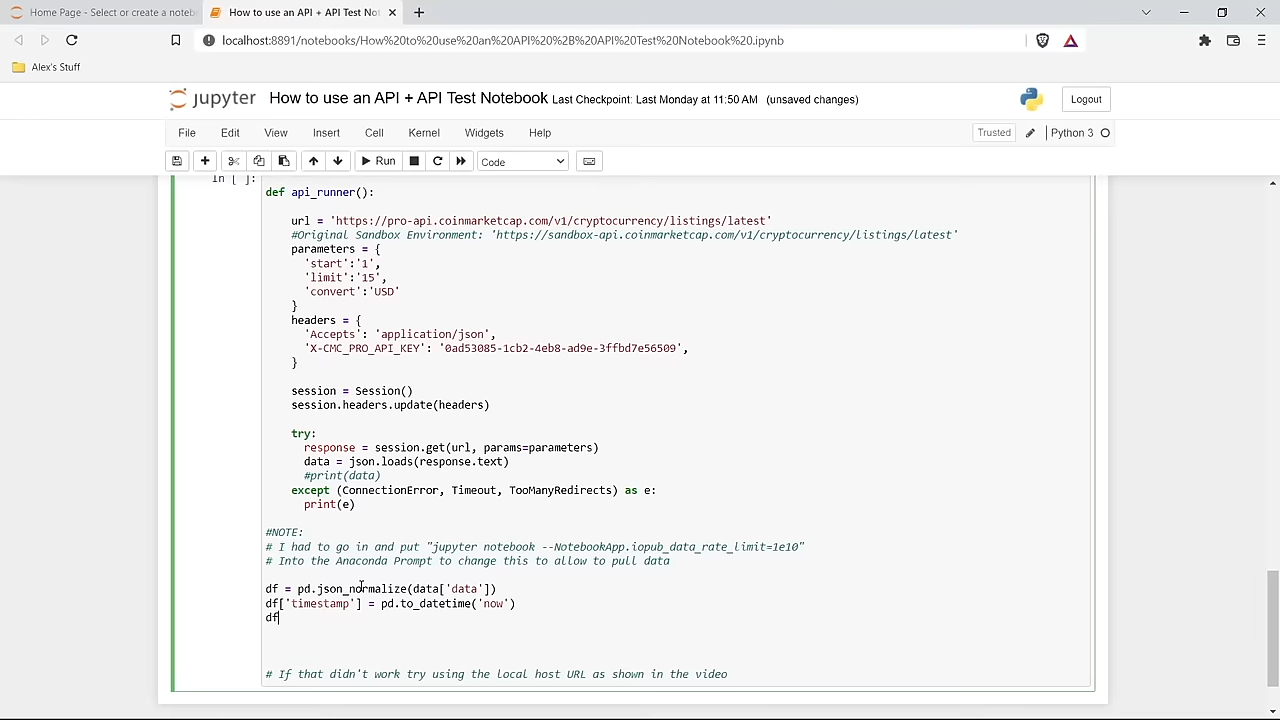 Home Page - Select or create a noteb
How to use an API + API Test No
localhost:8891/notebooks/How%20to%20use%20an%20API%20%2B%20API%20Test%20Notebook%20.ipynb
Alex's Stuff
jupyter How to use an API + API Test Notebook Last Checkpoint: Last Monday at 11:50 AM (unsaved changes)
Logout
File Edit View Insert Cell Kernel Widgets Help
Trusted Python 3
Run Code
In [ ]:
def api_runner():
url = 'https://pro-api.coinmarketcap.com/v1/cryptocurrency/listings/latest'
#Original Sandbox Environment: 'https://sandbox-api.coinmarketcap.com/v1/cryptocurrency/listings/latest'
parameters = {
'start':'1',
'limit':'15',
'convert':'USD'
}
headers = {
'Accepts': 'application/json',
'X-CMC_PRO_API_KEY': '0ad53085-1cb2-4eb8-ad9e-3ffbd7e56509',
}
session = Session()
session.headers.update(headers)
try:
response = session.get(url, params=parameters)
data = json.loads(response.text)
#print(data)
except (ConnectionError, Timeout, TooManyRedirects) as e:
print(e)
#NOTE:
# I had to go in and put "jupyter notebook --NotebookApp.iopub_data_rate_limit=1e10"
# Into the Anaconda Prompt to change this to allow to pull data
df = pd.json_normalize(data['data'])
df['timestamp'] = pd.to_datetime('now')
df
# If that didn't work try using the local host URL as shown in the video